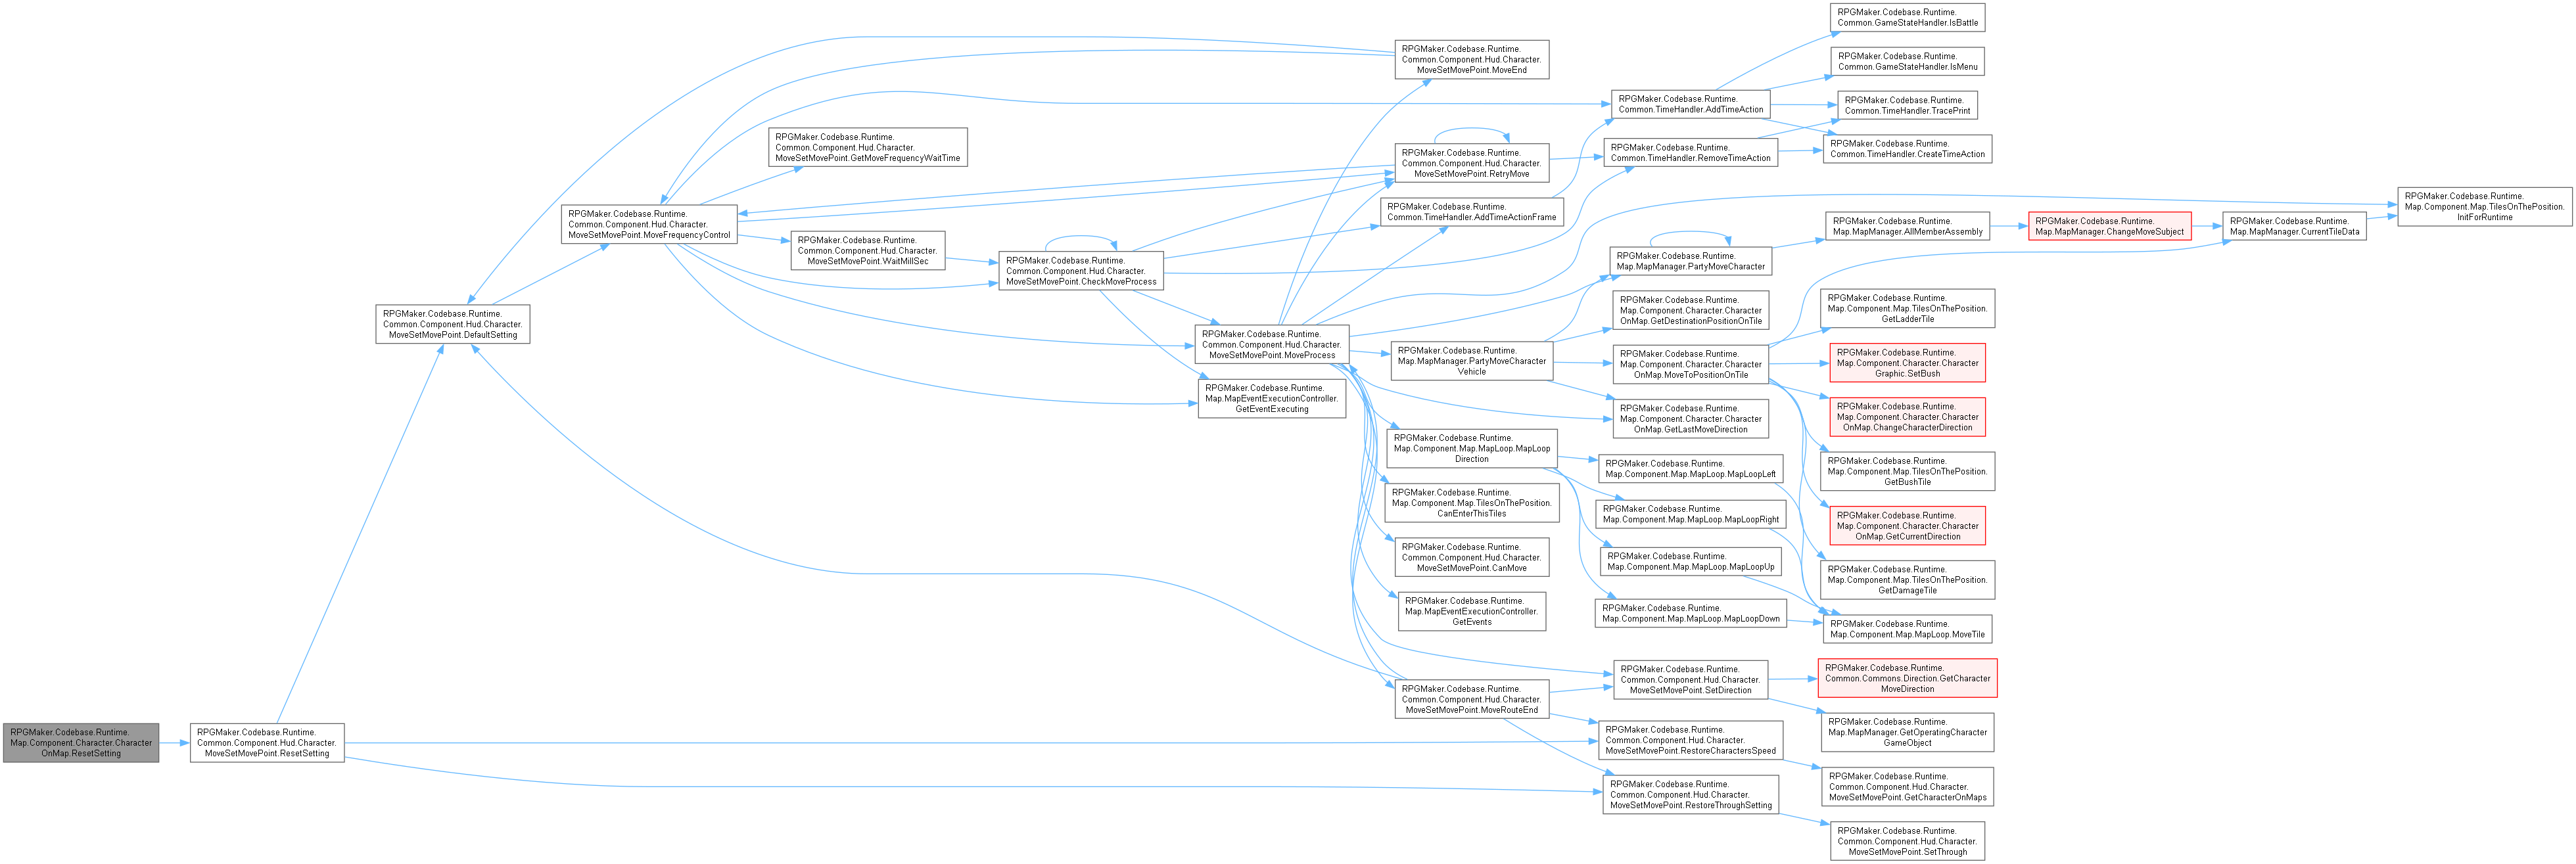 RPGMaker.Codebase.Runtime.
Map.Component.Character.Character
OnMap.ResetSetting
RPGMaker.Codebase.Runtime.
Common.Component.Hud.Character.
MoveSetMovePoint.ResetSetting
RPGMaker.Codebase.Runtime.
Common.Component.Hud.Character.
MoveSetMovePoint.DefaultSetting
RPGMaker.Codebase.Runtime.
Common.Component.Hud.Character.
MoveSetMovePoint.MoveFrequencyControl
RPGMaker.Codebase.Runtime.
Common.Component.Hud.Character.
MoveSetMovePoint.GetMoveFrequencyWaitTime
RPGMaker.Codebase.Runtime.
Common.Component.Hud.Character.
MoveSetMovePoint.WaitMillSec
RPGMaker.Codebase.Runtime.
Common.Component.Hud.Character.
MoveSetMovePoint.CheckMoveProcess
RPGMaker.Codebase.Runtime.
Common.Component.Hud.Character.
MoveSetMovePoint.MoveProcess
RPGMaker.Codebase.Runtime.
Map.MapEventExecutionController.
GetEventExecuting
RPGMaker.Codebase.Runtime.
Common.Component.Hud.Character.
MoveSetMovePoint.MoveEnd
RPGMaker.Codebase.Runtime.
Common.Component.Hud.Character.
MoveSetMovePoint.RetryMove
RPGMaker.Codebase.Runtime.
Common.TimeHandler.AddTimeActionFrame
RPGMaker.Codebase.Runtime.
Map.MapManager.PartyMoveCharacter
Vehicle
RPGMaker.Codebase.Runtime.
Map.Component.Map.MapLoop.MapLoop
Direction
RPGMaker.Codebase.Runtime.
Map.Component.Map.TilesOnThePosition.
CanEnterThisTiles
RPGMaker.Codebase.Runtime.
Common.Component.Hud.Character.
MoveSetMovePoint.CanMove
RPGMaker.Codebase.Runtime.
Map.MapEventExecutionController.
GetEvents
RPGMaker.Codebase.Runtime.
Common.Component.Hud.Character.
MoveSetMovePoint.MoveRouteEnd
RPGMaker.Codebase.Runtime.
Common.TimeHandler.AddTimeAction
RPGMaker.Codebase.Runtime.
Common.TimeHandler.RemoveTimeAction
RPGMaker.Codebase.Runtime.
Map.MapManager.PartyMoveCharacter
RPGMaker.Codebase.Runtime.
Map.Component.Character.Character
OnMap.GetDestinationPositionOnTile
RPGMaker.Codebase.Runtime.
Map.Component.Character.Character
OnMap.MoveToPositionOnTile
RPGMaker.Codebase.Runtime.
Map.Component.Character.Character
OnMap.GetLastMoveDirection
RPGMaker.Codebase.Runtime.
Map.Component.Map.MapLoop.MapLoopLeft
RPGMaker.Codebase.Runtime.
Map.Component.Map.MapLoop.MapLoopRight
RPGMaker.Codebase.Runtime.
Map.Component.Map.MapLoop.MapLoopUp
RPGMaker.Codebase.Runtime.
Map.Component.Map.MapLoop.MapLoopDown
RPGMaker.Codebase.Runtime.
Common.Component.Hud.Character.
MoveSetMovePoint.SetDirection
RPGMaker.Codebase.Runtime.
Common.Component.Hud.Character.
MoveSetMovePoint.RestoreCharactersSpeed
RPGMaker.Codebase.Runtime.
Common.Component.Hud.Character.
MoveSetMovePoint.RestoreThroughSetting
RPGMaker.Codebase.Runtime.
Common.GameStateHandler.IsBattle
RPGMaker.Codebase.Runtime.
Common.GameStateHandler.IsMenu
RPGMaker.Codebase.Runtime.
Common.TimeHandler.TracePrint
RPGMaker.Codebase.Runtime.
Common.TimeHandler.CreateTimeAction
RPGMaker.Codebase.Runtime.
Map.MapManager.AllMemberAssembly
RPGMaker.Codebase.Runtime.
Map.Component.Map.TilesOnThePosition.
GetLadderTile
RPGMaker.Codebase.Runtime.
Map.Component.Character.Character
Graphic.SetBush
RPGMaker.Codebase.Runtime.
Map.Component.Character.Character
OnMap.ChangeCharacterDirection
RPGMaker.Codebase.Runtime.
Map.Component.Map.TilesOnThePosition.
GetBushTile
RPGMaker.Codebase.Runtime.
Map.Component.Character.Character
OnMap.GetCurrentDirection
RPGMaker.Codebase.Runtime.
Map.Component.Map.TilesOnThePosition.
GetDamageTile
RPGMaker.Codebase.Runtime.
Map.Component.Map.MapLoop.MoveTile
RPGMaker.Codebase.Runtime.
Common.Commons.Direction.GetCharacter
MoveDirection
RPGMaker.Codebase.Runtime.
Map.MapManager.GetOperatingCharacter
GameObject
RPGMaker.Codebase.Runtime.
Common.Component.Hud.Character.
MoveSetMovePoint.GetCharacterOnMaps
RPGMaker.Codebase.Runtime.
Common.Component.Hud.Character.
MoveSetMovePoint.SetThrough
RPGMaker.Codebase.Runtime.
Map.MapManager.ChangeMoveSubject
RPGMaker.Codebase.Runtime.
Map.MapManager.CurrentTileData
RPGMaker.Codebase.Runtime.
Map.Component.Map.TilesOnThePosition.
InitForRuntime